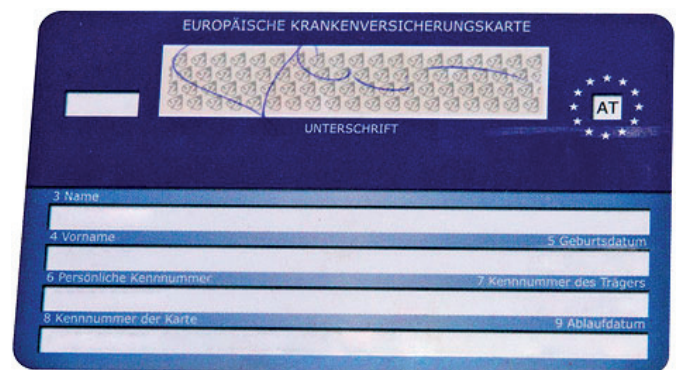 EUROPÄISCHE KRANKENVERSICHERUNGSKARTE
UNTERSCHRIFT
AT
3 Name
4 Vorname 5 Geburtsdatum
6 Persönliche Kennnummer 7 Kennnummer des Trägers
8 Kennnummer der Karte 9 Ablaufdatum